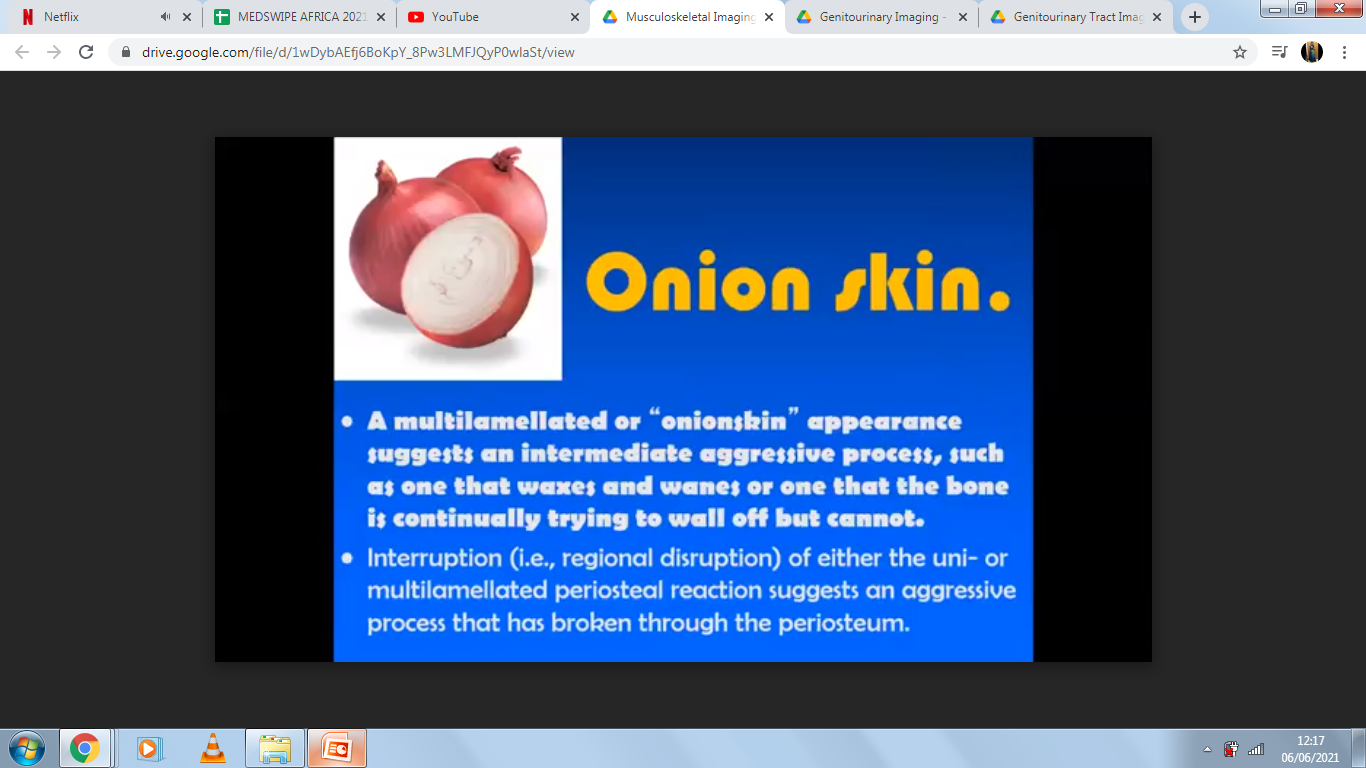 Netflix
MEDSWIPE AFRICA 2021
YouTube
Musculoskeletal Imaging
Genitourinary Imaging -
Genitourinary Tract Imag
drive.google.com/file/d/1wDybAEfj6BoKpY_8Pw3LMFJQyP0wlaSt/view
Onion skin.
• A multilamellated or “onionskin” appearance
suggests an intermediate aggressive process, such
as one that waxes and wanes or one that the bone
is continually trying to wall off but cannot.
• Interruption (i.e., regional disruption) of either the uni- or
multilamellated periosteal reaction suggests an aggressive
process that has broken through the periosteum.
12:17
06/06/2021